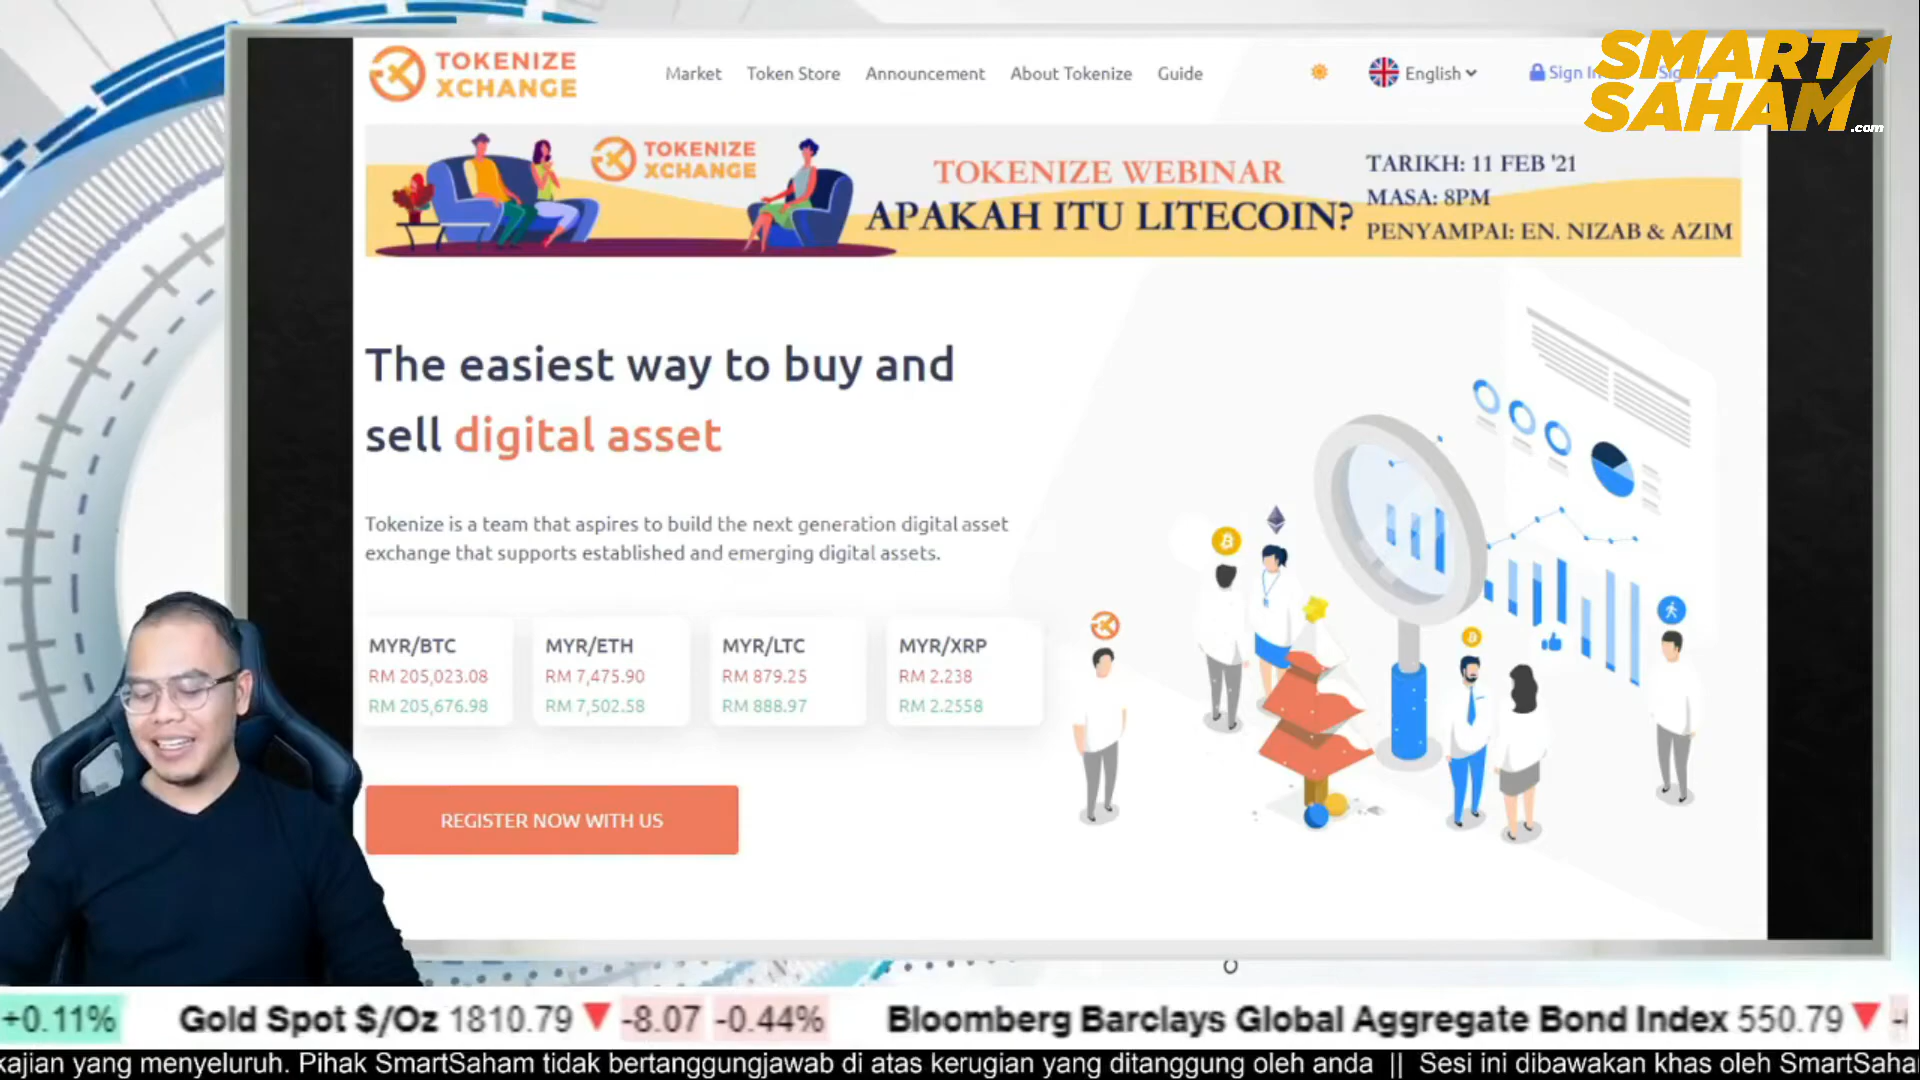 TOKENIZE
XCHANGE
Market
Token Store
Announcement
About Tokenize
Guide
English
Sign In
SMART
SAHAM
.com
TOKENIZE
XCHANGE
TOKENIZE WEBINAR
APAKAH ITU LITECOIN?
TARIKH: 11 FEB '21
MASA: 8PM
PENYAMPAI: EN. NIZAB & AZIM
The easiest way to buy and
sell digital asset
Tokenize is a team that aspires to build the next generation digital asset
exchange that supports established and emerging digital assets.
MYR/BTC
RM 205,023.08
RM 205,676.98
MYR/ETH
RM 7,475.90
RM 7,502.58
MYR/LTC
RM 879.25
RM 888.97
MYR/XRP
RM 2.238
RM 2.2558
REGISTER NOW WITH US
+0.11% Gold Spot $/Oz 1810.79 ▼ -8.07 -0.44% Bloomberg Barclays Global Aggregate Bond Index 550.79 ▼
kajian yang menyeluruh. Pihak SmartSaham tidak bertanggungjawab di atas kerugian yang ditanggung oleh anda || Sesi ini dibawakan khas oleh SmartSaha